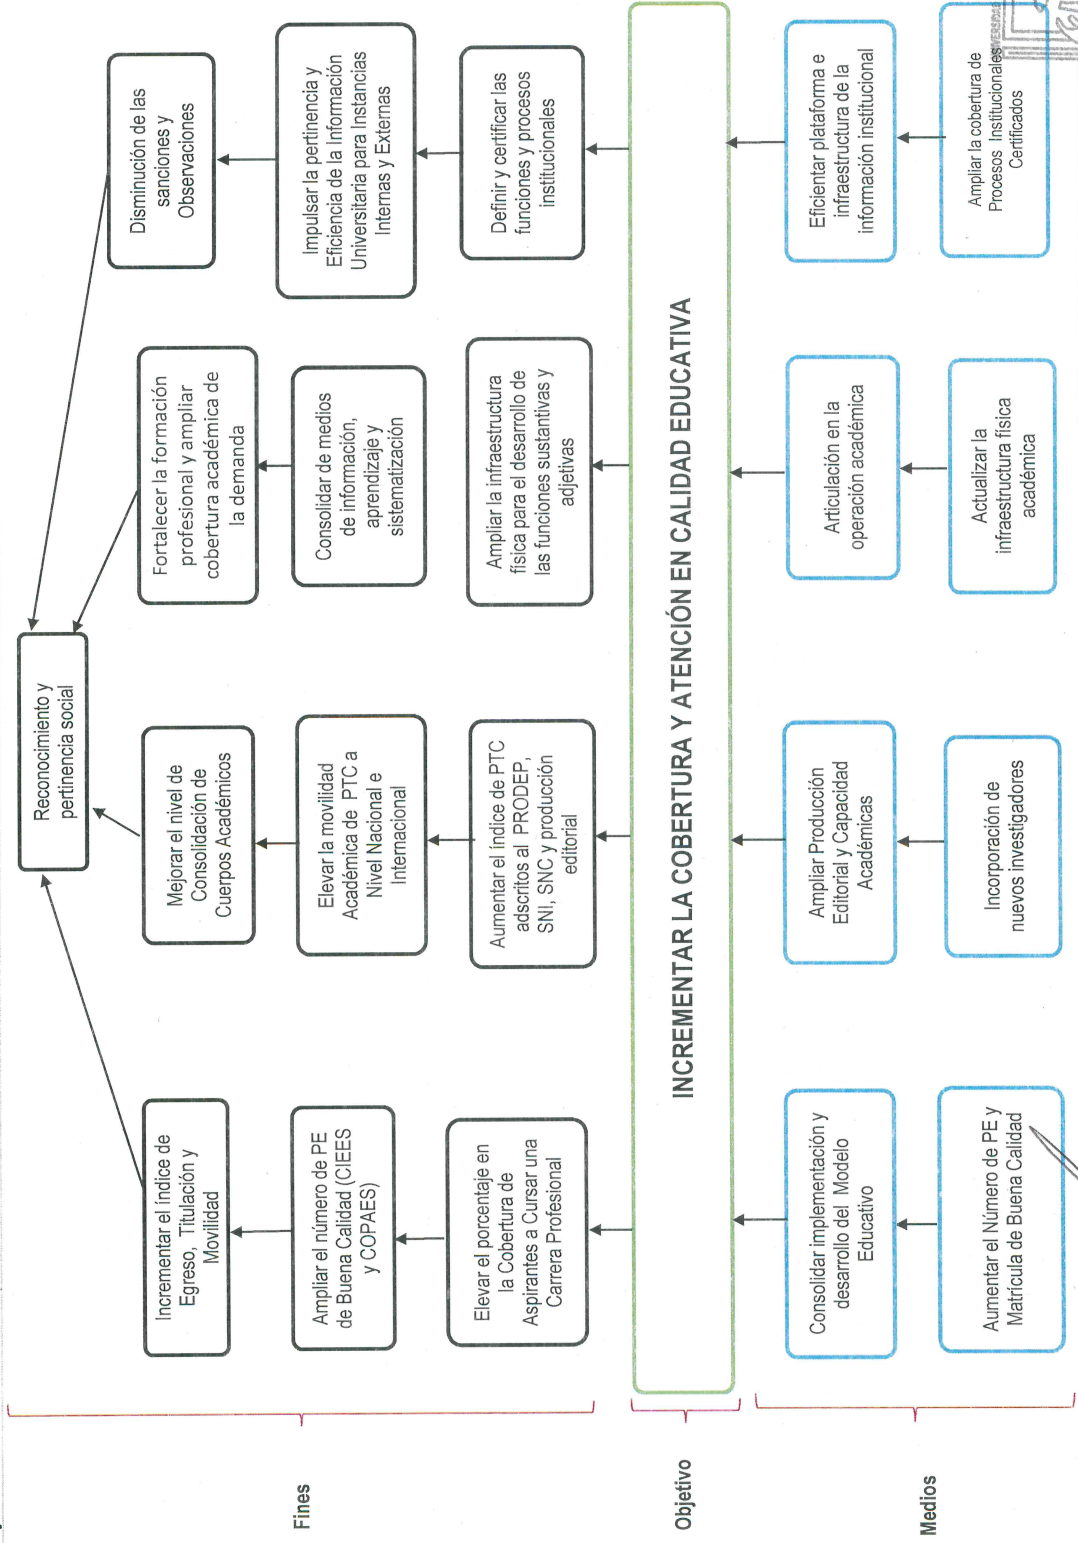 Fines
Reconocimiento y
pertinencia social
Incrementar el índice de
Egreso, Titulación y
Movilidad
Mejorar el nivel de
Consolidación de
Cuerpos Académicos
Fortalecer la formación
profesional y ampliar
cobertura académica de
la demanda
Disminución de las
sanciones y
Observaciones
Ampliar el número de PE
de Buena Calidad (CIEES
y COPAES)
Elevar la movilidad
Académica de PTC a
Nivel Nacional e
Internacional
Consolidar de medios
de información,
aprendizaje y
sistematización
Impulsar la pertinencia y
Eficiencia de la Información
Universitaria para Instancias
Internas y Externas
Elevar el porcentaje en
la Cobertura de
Aspirantes a Cursar una
Carrera Profesional
Aumentar el índice de PTC
adscritos al PRODEP,
SNI, SNC y producción
editorial
Ampliar la infraestructura
física para el desarrollo de
las funciones sustantivas y
adjetivas
Definir y certificar las
funciones y procesos
institucionales
Objetivo
INCREMENTAR LA COBERTURA Y ATENCIÓN EN CALIDAD EDUCATIVA
Medios
Consolidar implementación y
desarrollo del Modelo
Educativo
Ampliar Producción
Editorial y Capacidad
Académicas
Articulación en la
operación académica
Eficientar plataforma e
infraestructura de la
información institucional
Aumentar el Número de PE y
Matrícula de Buena Calidad
Incorporación de
nuevos investigadores
Actualizar la
infraestructura física
académica
Ampliar la cobertura de
Procesos Institucionales
Certificados